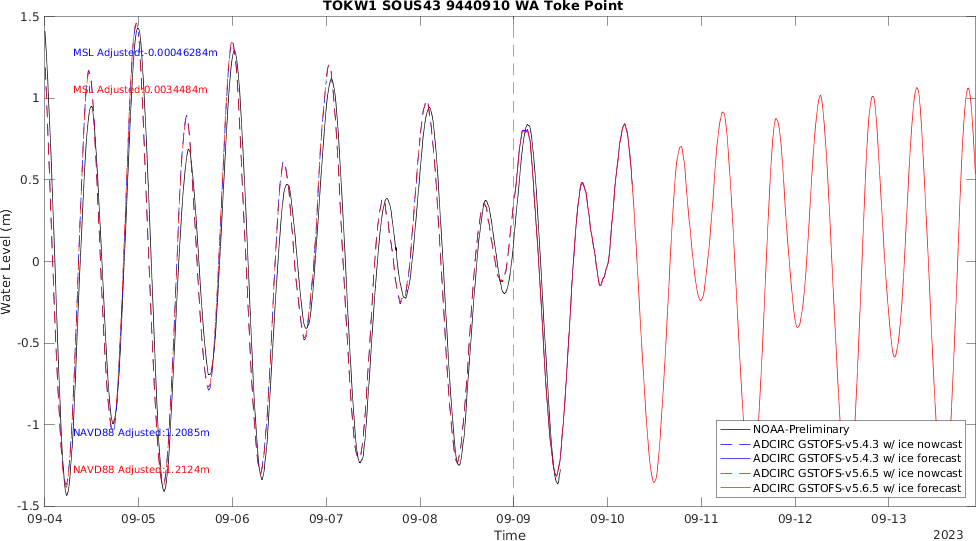 TOKW1 SOUS43 9440910 WA Toke Point
1.5
MSL Adjusted:-0.00046284m
1
MSL Adjusted:0.0034484m
0.5
Water Level (m)
0
-0.5
-1
NAVD88 Adjusted:1.2085m
NAVD88 Adjusted:1.2124m
-1.5
NOAA-Preliminary
ADCIRC GSTOFS-v5.4.3 w/ ice nowcast
ADCIRC GSTOFS-v5.4.3 w/ ice forecast
ADCIRC GSTOFS-v5.6.5 w/ ice nowcast
ADCIRC GSTOFS-v5.6.5 w/ ice forecast
09-04 09-05 09-06 09-07 09-08 09-09 09-10 09-11 09-12 09-13
Time
2023